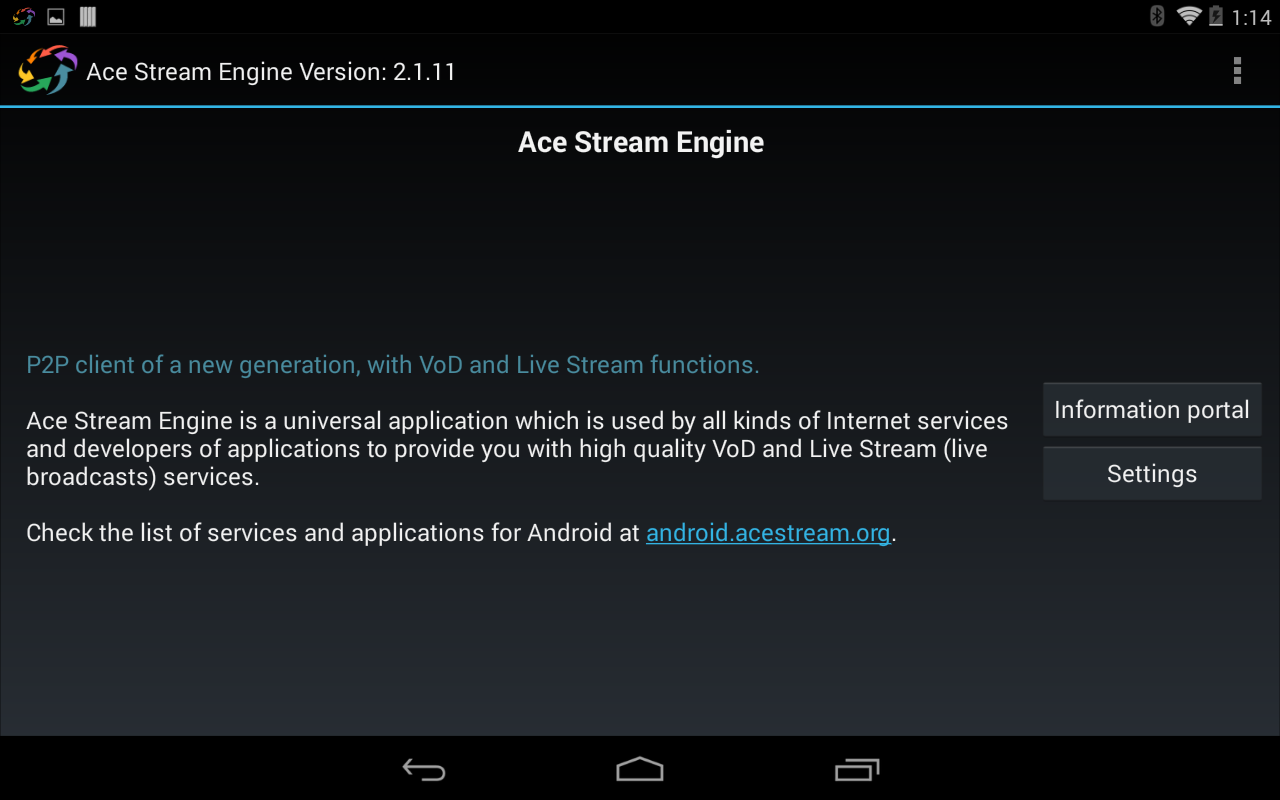 1:14
Ace Stream Engine Version: 2.1.11
Ace Stream Engine
P2P client of a new generation, with VoD and Live Stream functions.
Ace Stream Engine is a universal application which is used by all kinds of Internet services
and developers of applications to provide you with high quality VoD and Live Stream (live
broadcasts) services.
Check the list of services and applications for Android at android.acestream.org.
Information portal
Settings